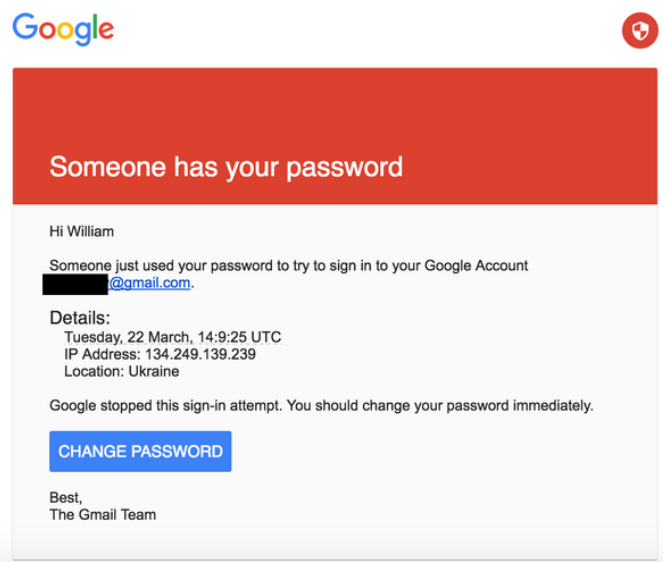 Google
Someone has your password
Hi William
Someone just used your password to try to sign in to your Google Account
@gmail.com.
Details:
Tuesday, 22 March, 14:9:25 UTC
IP Address: 134.249.139.239
Location: Ukraine
Google stopped this sign-in attempt. You should change your password immediately.
CHANGE PASSWORD
Best,
The Gmail Team